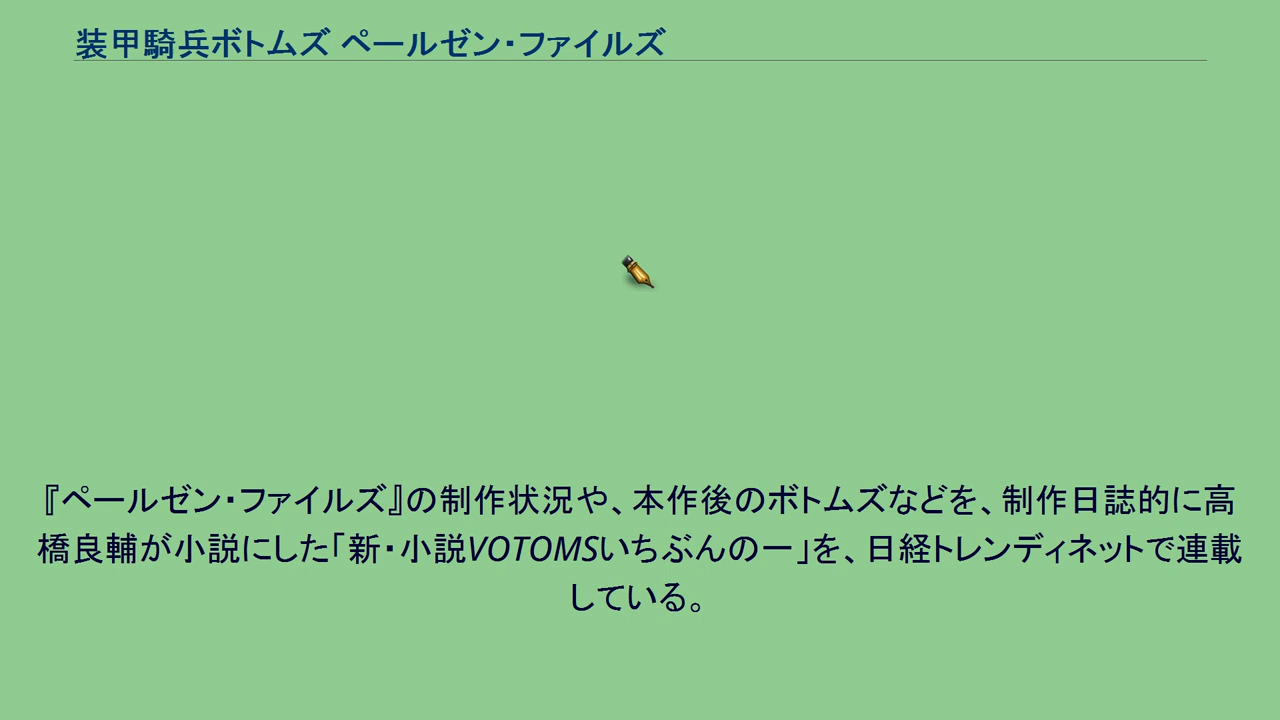 装甲騎兵ボトムズ ペールゼン・ファイルズ
『ペールゼン・ファイルズ』の制作状況や、本作後のボトムズなどを、制作日誌的に高
橋良輔が小説にした「新・小説VOTOMSいちぶんのー」を、日経トレンディネットで連載
している。